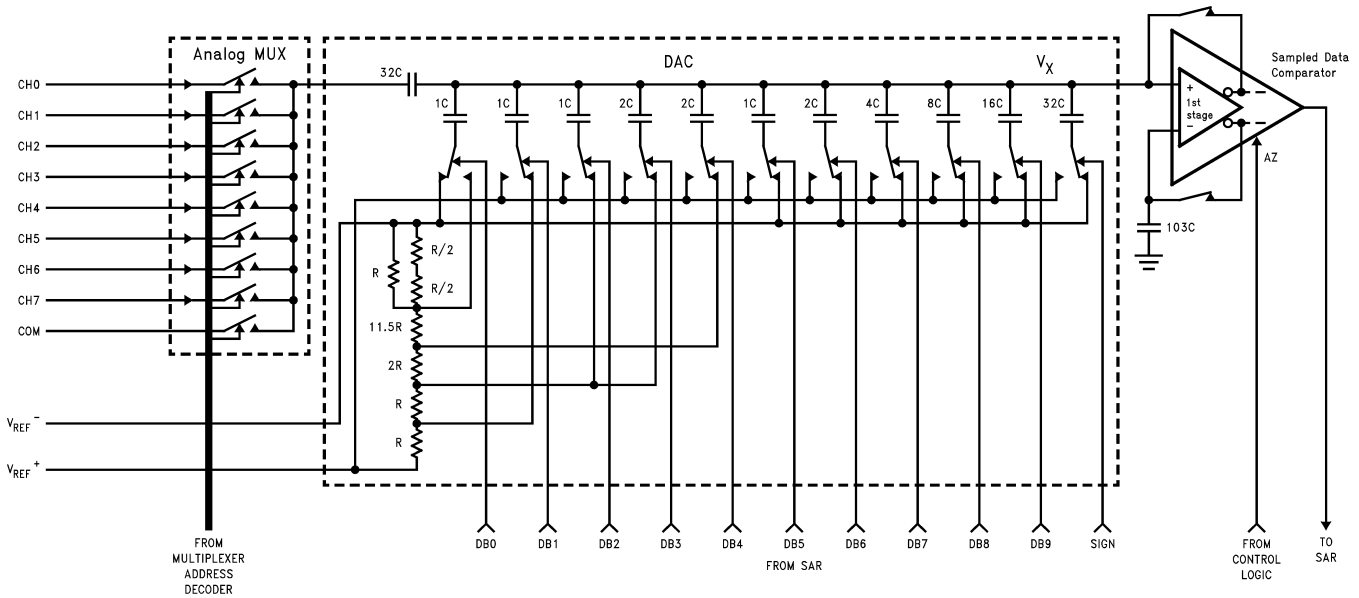 Analog MUX
DAC
V_X
Sampled Data
Comparator
32C
1C 1C 1C 2C 2C 1C 2C 4C 8C 16C 32C
+
1st
stage
−
AZ
103C
CH0
CH1
CH2
CH3
CH4
CH5
CH6
CH7
COM
R/2
R
R/2
11.5R
2R
R
R
V_REF −
V_REF +
DB0 DB1 DB2 DB3 DB4 DB5 DB6 DB7 DB8 DB9 SIGN
FROM SAR
FROM
MULTIPLEXER
ADDRESS
DECODER
FROM
CONTROL
LOGIC
TO
SAR